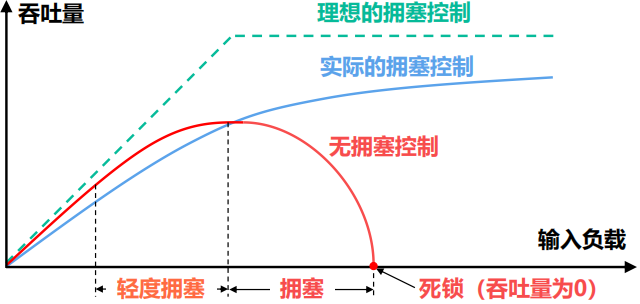 吞吐量
理想的拥塞控制
实际的拥塞控制
无拥塞控制
输入负载
轻度拥塞
拥塞
死锁（吞吐量为0）